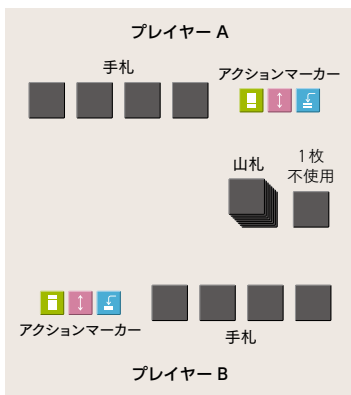 プレイヤー A
手札
アクションマーカー
山札
1枚
不使用
アクションマーカー
手札
プレイヤー B